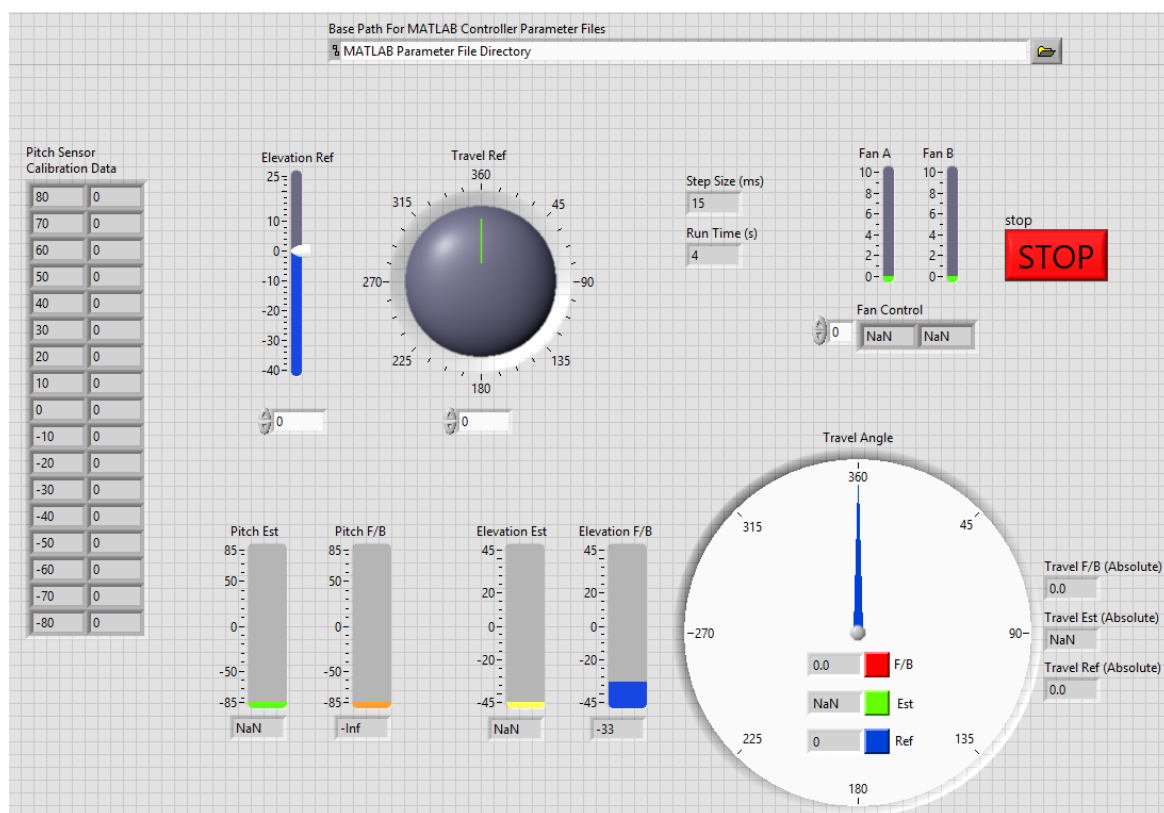 Base Path For MATLAB Controller Parameter Files
MATLAB Parameter File Directory
Pitch Sensor
Calibration Data
80 0
70 0
60 0
50 0
40 0
30 0
20 0
10 0
0 0
-10 0
-20 0
-30 0
-40 0
-50 0
-60 0
-70 0
-80 0
Elevation Ref
25
10
0
-10
-20
-30
-40
0
Travel Ref
360
315 45
270 90
225 135
180
0
Step Size (ms)
15
Run Time (s)
4
Fan A Fan B
10 10
8 8
6 6
4 4
2 2
0 0
stop
STOP
Fan Control
0 NaN NaN
Pitch Est
85
50
0
-50
-85
NaN
Pitch F/B
85
50
0
-50
-85
-Inf
Elevation Est
45
20
0
-20
-45
NaN
Elevation F/B
45
20
0
-20
-45
-33
Travel Angle
360
315 45
270 90
0.0 F/B
NaN Est
0 Ref
225 135
180
Travel F/B (Absolute)
0.0
Travel Est (Absolute)
NaN
Travel Ref (Absolute)
0.0